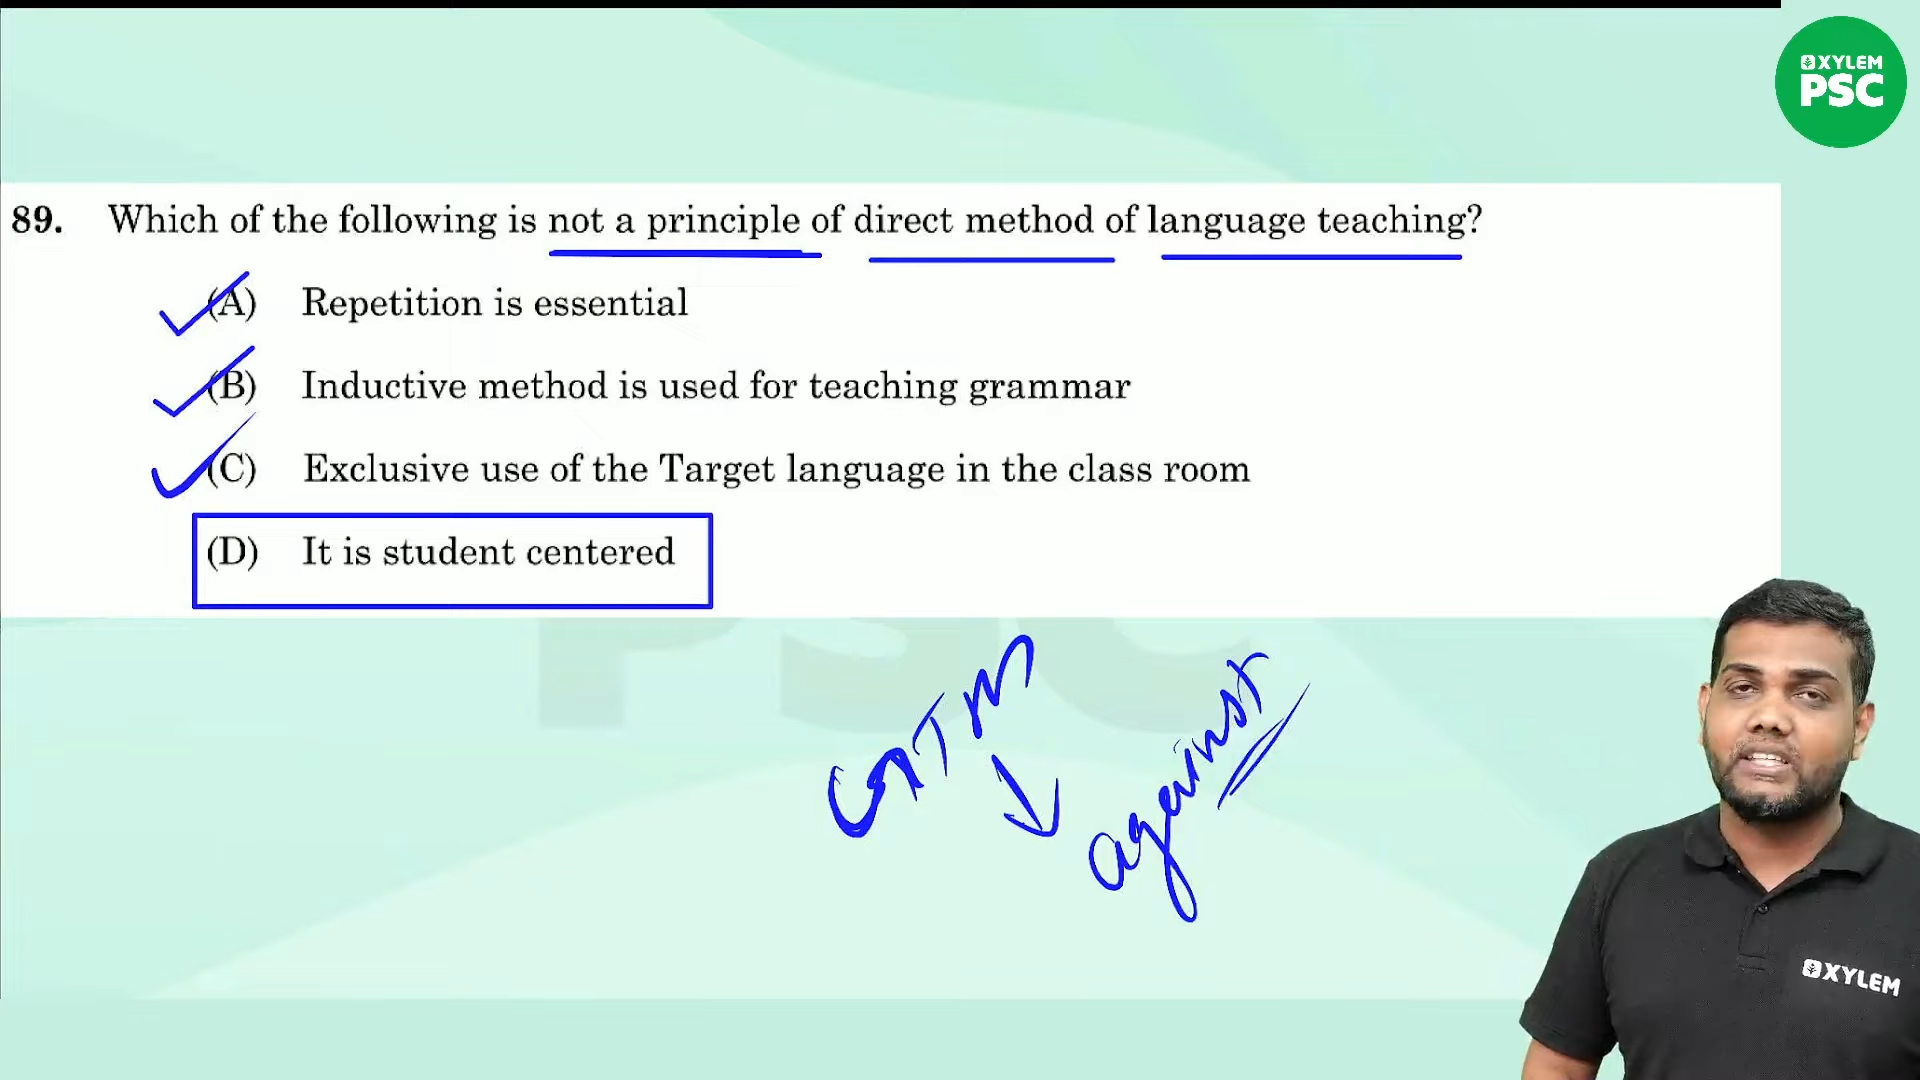 XYLEM
PSC
89. Which of the following is not a principle of direct method of language teaching?
(A) Repetition is essential
(B) Inductive method is used for teaching grammar
(C) Exclusive use of the Target language in the class room
(D) It is student centered
PSC
GTM
against
XYLEM